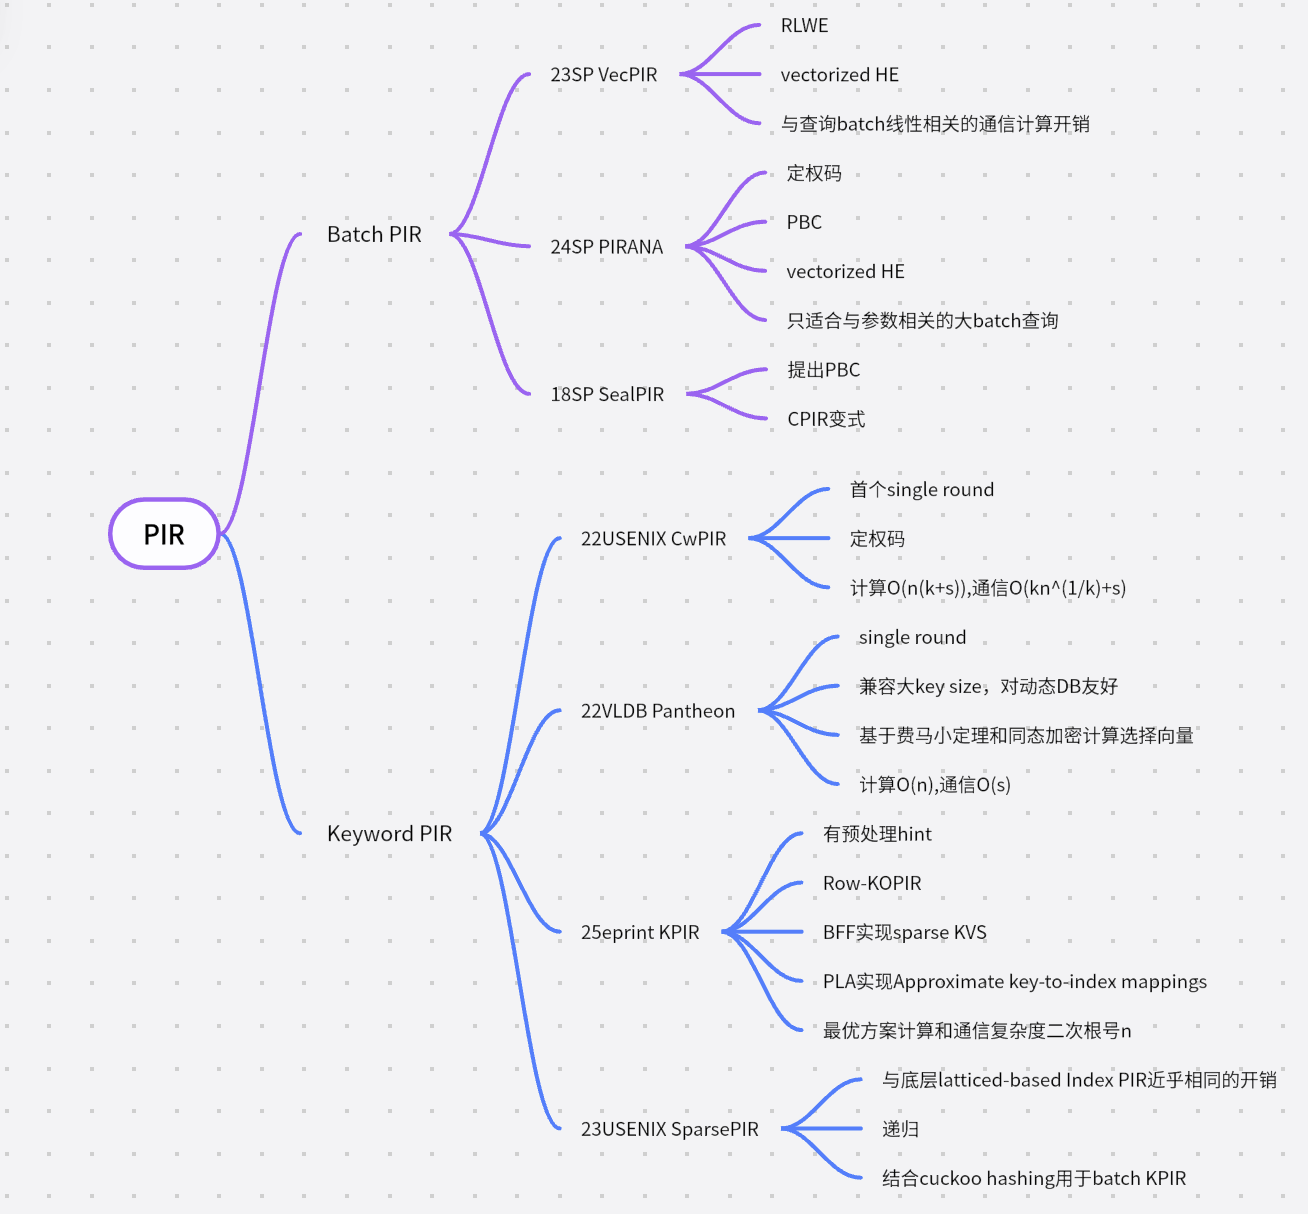 PIR
Batch PIR
23SP VecPIR
RLWE
vectorized HE
与查询batch线性相关的通信计算开销
24SP PIRANA
定权码
PBC
vectorized HE
只适合与参数相关的大batch查询
18SP SealPIR
提出PBC
CPIR变式
Keyword PIR
22USENIX CwPIR
首个single round
定权码
计算O(n(k+s)),通信O(kn^(1/k)+s)
22VLDB Pantheon
single round
兼容大key size，对动态DB友好
基于费马小定理和同态加密计算选择向量
计算O(n),通信O(s)
25eprint KPIR
有预处理hint
Row-KOPIR
BFF实现sparse KVS
PLA实现Approximate key-to-index mappings
最优方案计算和通信复杂度二次根号n
23USENIX SparsePIR
与底层latticed-based Index PIR近乎相同的开销
递归
结合cuckoo hashing用于batch KPIR